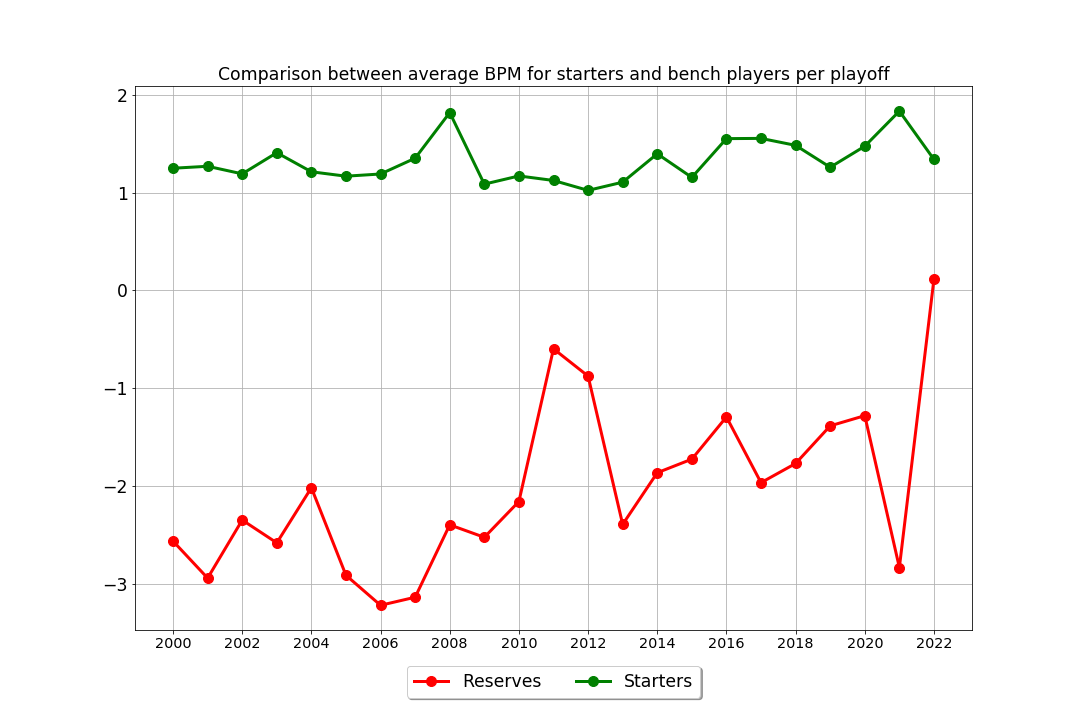 Comparison between average BPM for starters and bench players per playoff
2
1
0
−1
−2
−3
2000 2002 2004 2006 2008 2010 2012 2014 2016 2018 2020 2022
Reserves Starters